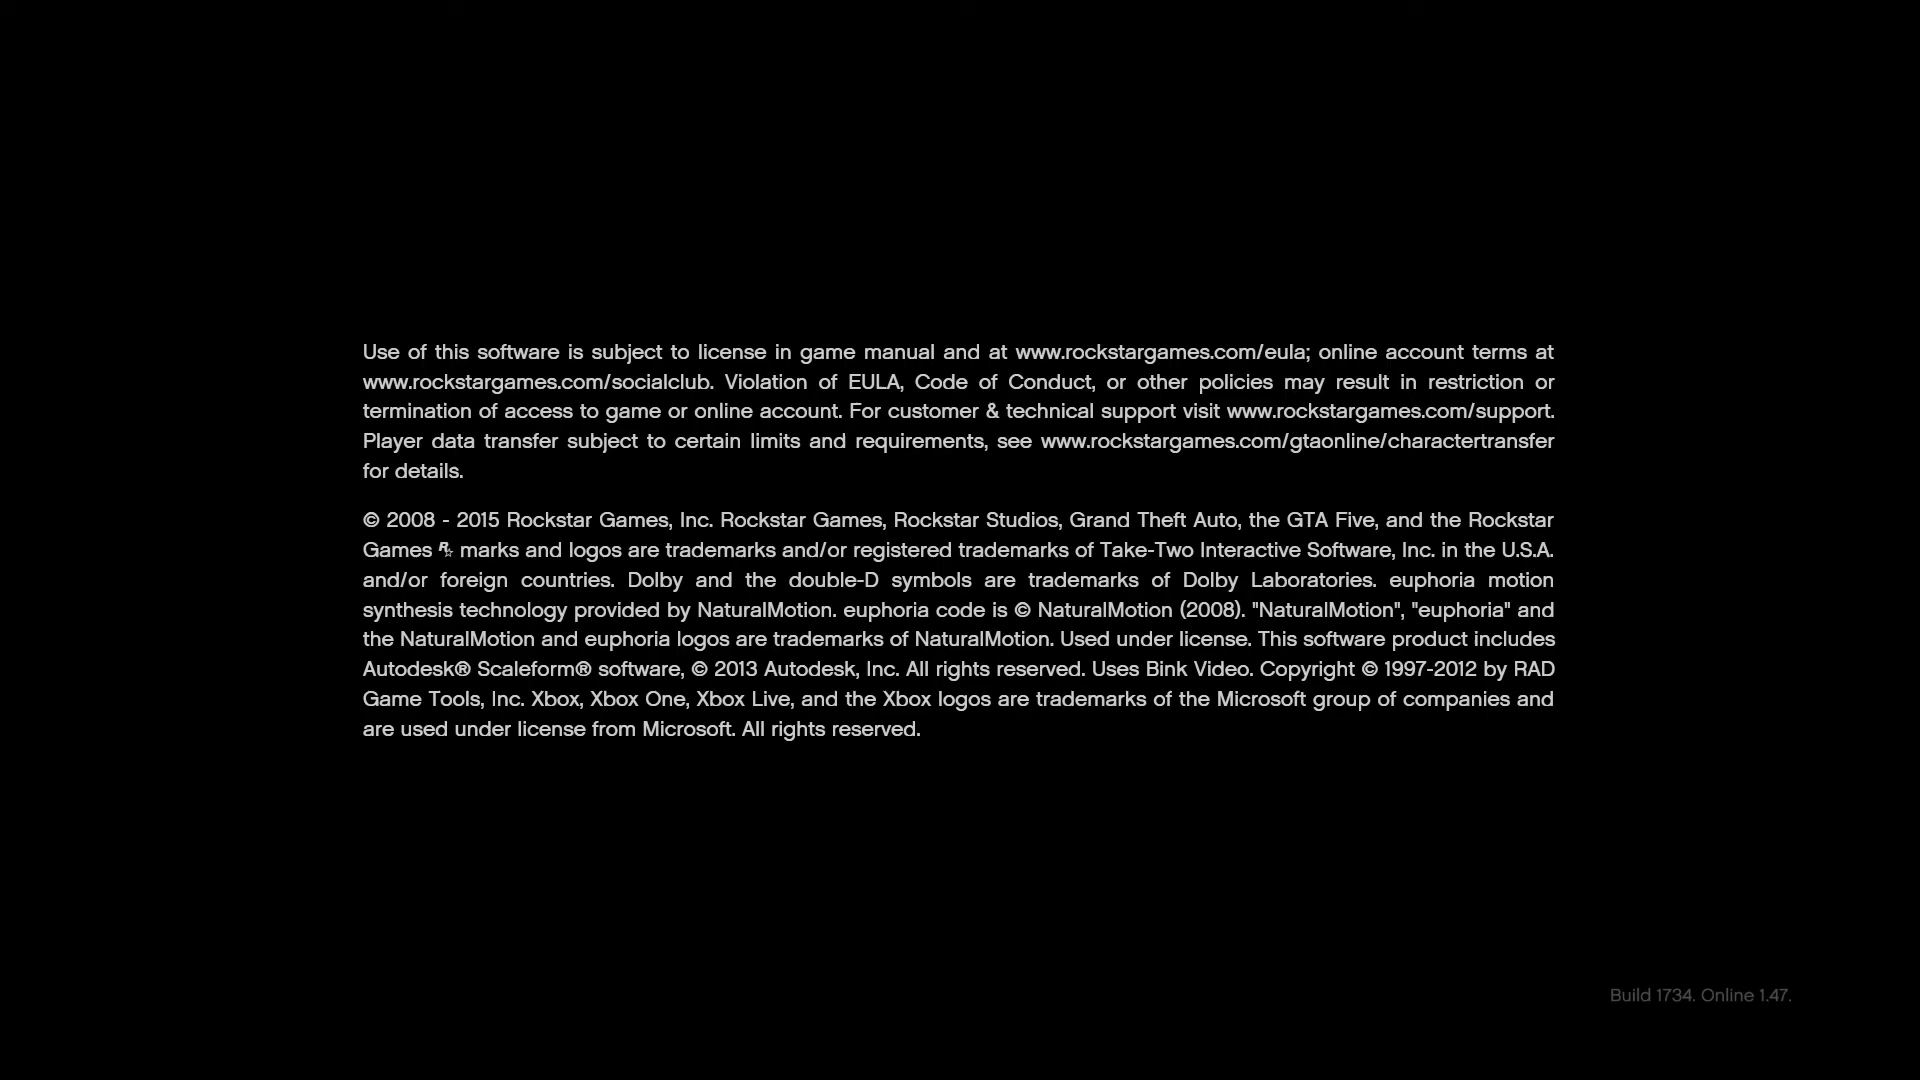 Use of this software is subject to license in game manual and at www.rockstargames.com/eula; online account terms at
www.rockstargames.com/socialclub. Violation of EULA, Code of Conduct, or other policies may result in restriction or
termination of access to game or online account. For customer & technical support visit www.rockstargames.com/support.
Player data transfer subject to certain limits and requirements, see www.rockstargames.com/gtaonline/charactertransfer
for details.
© 2008 - 2015 Rockstar Games, Inc. Rockstar Games, Rockstar Studios, Grand Theft Auto, the GTA Five, and the Rockstar
Games R* marks and logos are trademarks and/or registered trademarks of Take-Two Interactive Software, Inc. in the U.S.A.
and/or foreign countries. Dolby and the double-D symbols are trademarks of Dolby Laboratories. euphoria motion
synthesis technology provided by NaturalMotion. euphoria code is © NaturalMotion (2008). "NaturalMotion", "euphoria" and
the NaturalMotion and euphoria logos are trademarks of NaturalMotion. Used under license. This software product includes
Autodesk® Scaleform® software, © 2013 Autodesk, Inc. All rights reserved. Uses Bink Video. Copyright © 1997-2012 by RAD
Game Tools, Inc. Xbox, Xbox One, Xbox Live, and the Xbox logos are trademarks of the Microsoft group of companies and
are used under license from Microsoft. All rights reserved.
Build 1734. Online 1.47.